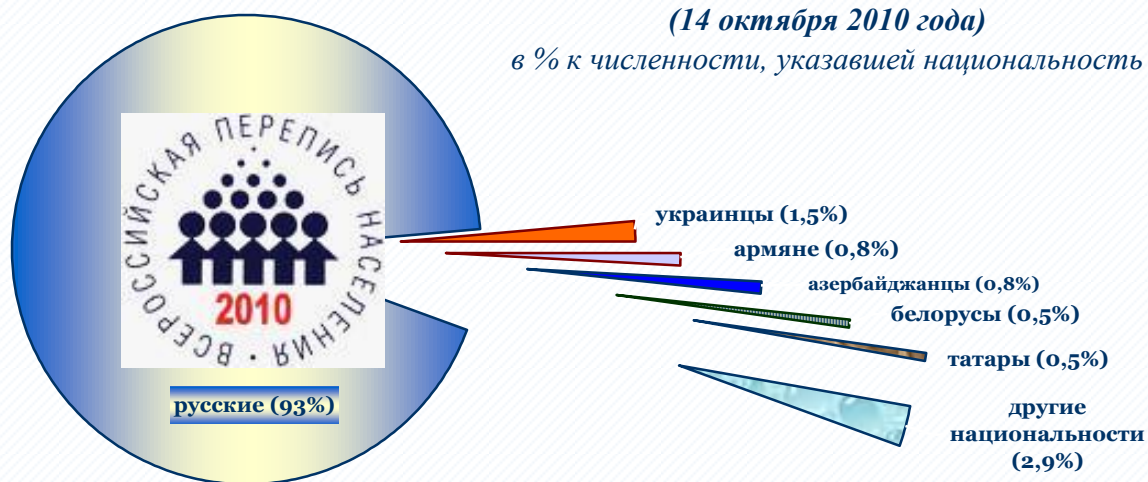 (14 октября 2010 года)
в % к численности, указавшей национальность
ВСЕРОССИЙСКАЯ ПЕРЕПИСЬ НАСЕЛЕНИЯ •
2010
украинцы (1,5%)
армяне (0,8%)
азербайджанцы (0,8%)
белорусы (0,5%)
татары (0,5%)
русские (93%)
другие
национальности
(2,9%)